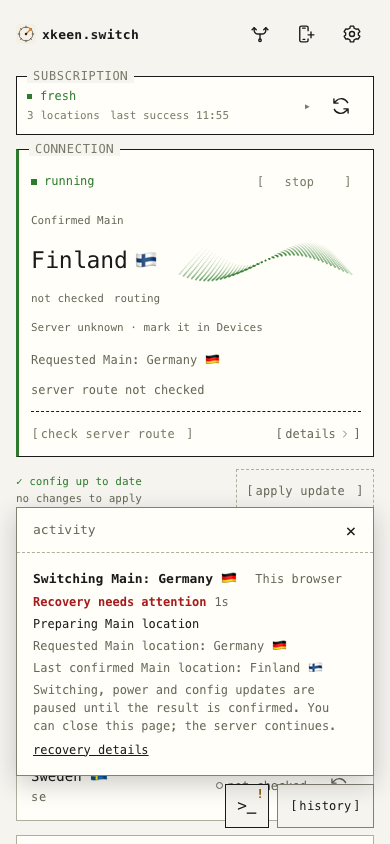 xkeen.switch
SUBSCRIPTION
fresh
3 locations last success 11:55
CONNECTION
running
[ stop ]
Confirmed Main
Finland
not checked routing
Server unknown · mark it in Devices
Requested Main: Germany
server route not checked
[check server route ]
[details > ]
✓ config up to date
no changes to apply
[apply update ]
activity
×
Switching Main: Germany This browser
Recovery needs attention 1s
Preparing Main location
Requested Main location: Germany
Last confirmed Main location: Finland
Switching, power and config updates are
paused until the result is confirmed. You
can close this page; the server continues.
recovery details
Sweden
se
>_ !
[history]